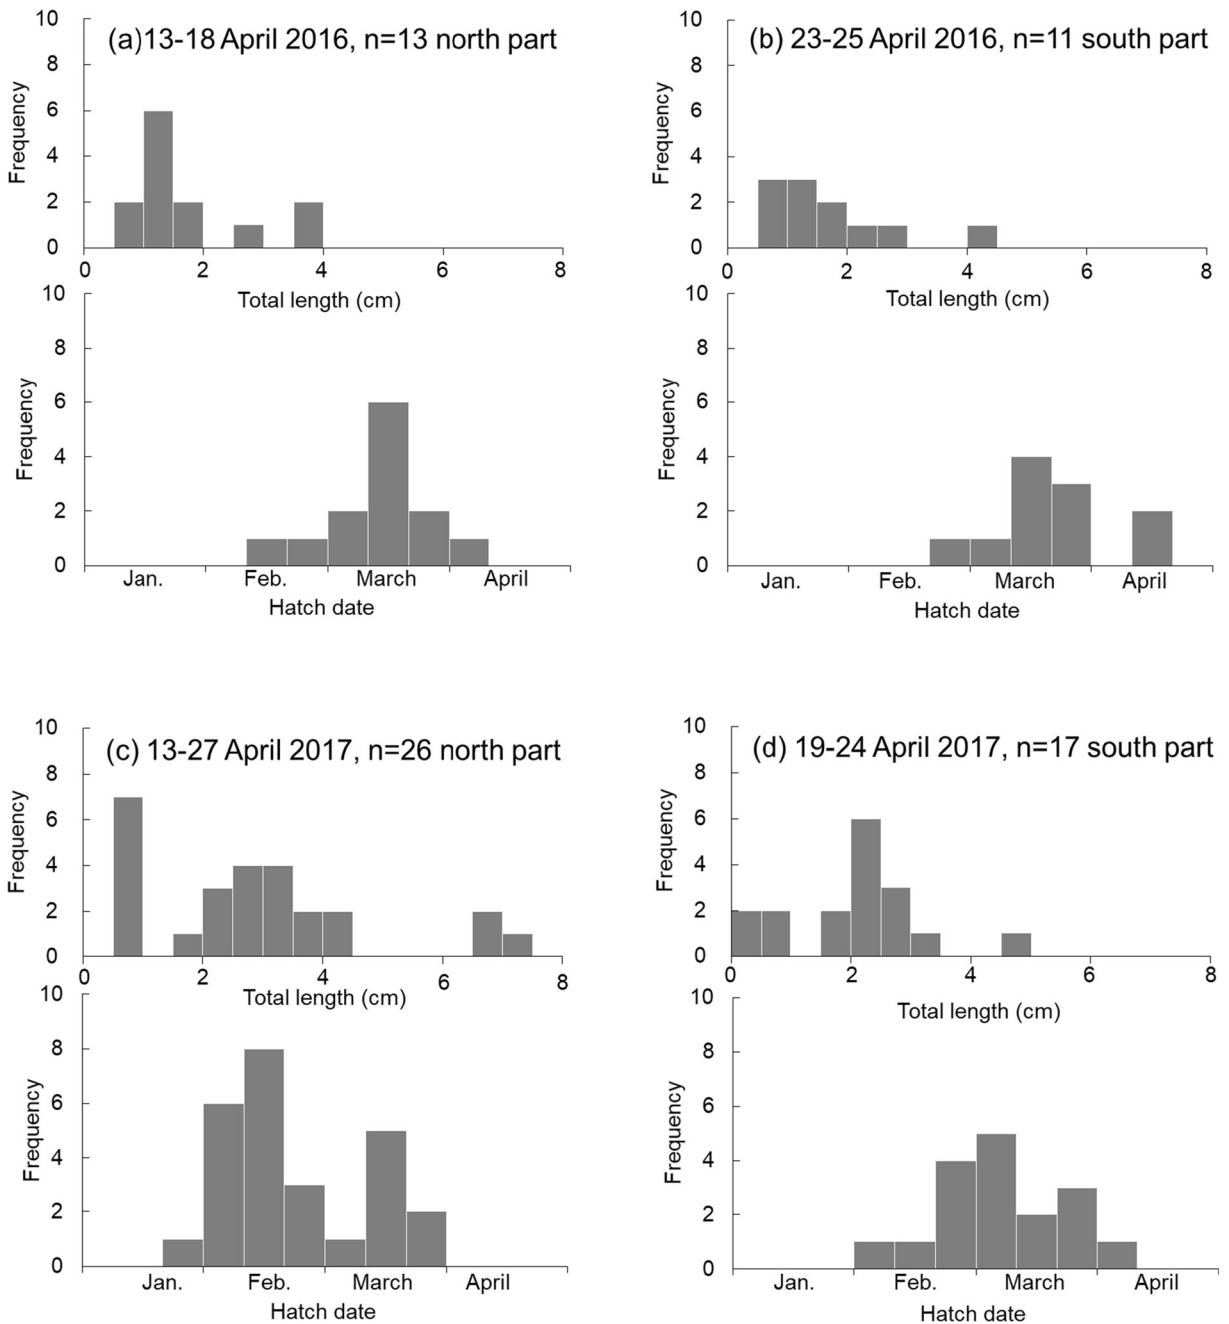 (a)13-18 April 2016, n=13 north part
Frequency
10
8
6
4
2
0
0 2 4 6 8
Total length (cm)
Frequency
10
8
6
4
2
0
Jan. Feb. March April
Hatch date
(b) 23-25 April 2016, n=11 south part
Frequency
10
8
6
4
2
0
0 2 4 6 8
Total length (cm)
Frequency
10
8
6
4
2
0
Jan. Feb. March April
Hatch date
(c) 13-27 April 2017, n=26 north part
Frequency
10
8
6
4
2
0
0 2 4 6 8
Total length (cm)
Frequency
10
8
6
4
2
0
Jan. Feb. March April
Hatch date
(d) 19-24 April 2017, n=17 south part
Frequency
10
8
6
4
2
0
0 2 4 6 8
Total length (cm)
Frequency
10
8
6
4
2
0
Jan. Feb. March April
Hatch date